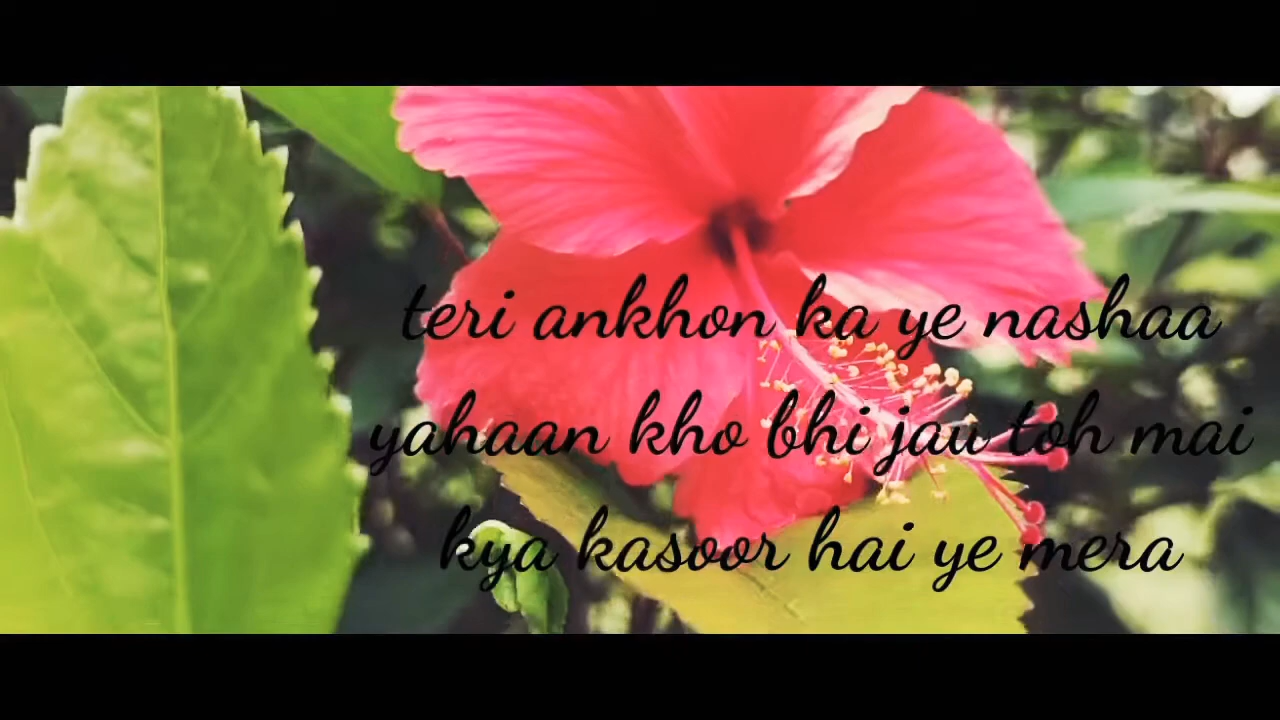 teri ankhon ka ye nashaa
yahaan kho bhi jau toh mai
kya kasoor hai ye mera